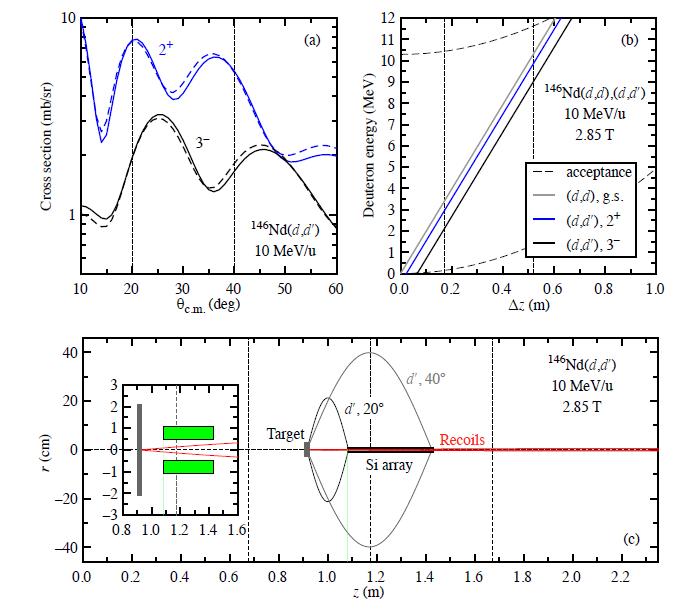 10
1
Cross section (mb/sr)
(a)
2⁺
3⁻
¹⁴⁶Nd(d,d′)
10 MeV/u
10 20 30 40 50 60
θc.m. (deg)
12
11
10
9
8
7
6
5
4
3
2
1
0
Deuteron energy (MeV)
(b)
¹⁴⁶Nd(d,d),(d,d′)
10 MeV/u
2.85 T
acceptance
(d,d), g.s.
(d,d′), 2⁺
(d,d′), 3⁻
0.0 0.2 0.4 0.6 0.8 1.0
Δz (m)
40
20
0
−20
−40
r (cm)
3
2
1
0
−1
−2
−3
0.8 1.0 1.2 1.4 1.6
Target
d′, 20°
d′, 40°
Si array
Recoils
¹⁴⁶Nd(d,d′)
10 MeV/u
2.85 T
(c)
0.0 0.2 0.4 0.6 0.8 1.0 1.2 1.4 1.6 1.8 2.0 2.2
z (m)